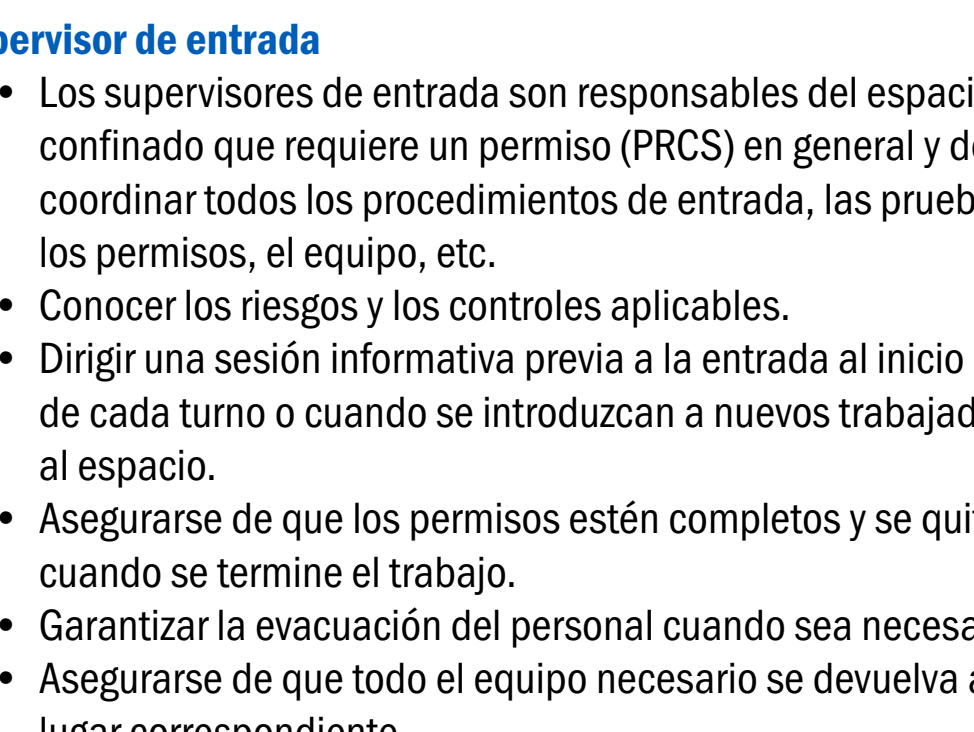 pervisor de entrada
• Los supervisores de entrada son responsables del espaci
confinado que requiere un permiso (PRCS) en general y d
coordinar todos los procedimientos de entrada, las prueb
los permisos, el equipo, etc.
• Conocer los riesgos y los controles aplicables.
• Dirigir una sesión informativa previa a la entrada al inicio
de cada turno o cuando se introduzcan a nuevos trabajad
al espacio.
• Asegurarse de que los permisos estén completos y se qui
cuando se termine el trabajo.
• Garantizar la evacuación del personal cuando sea neces
• Asegurarse de que todo el equipo necesario se devuelva a
lugar correspondiente